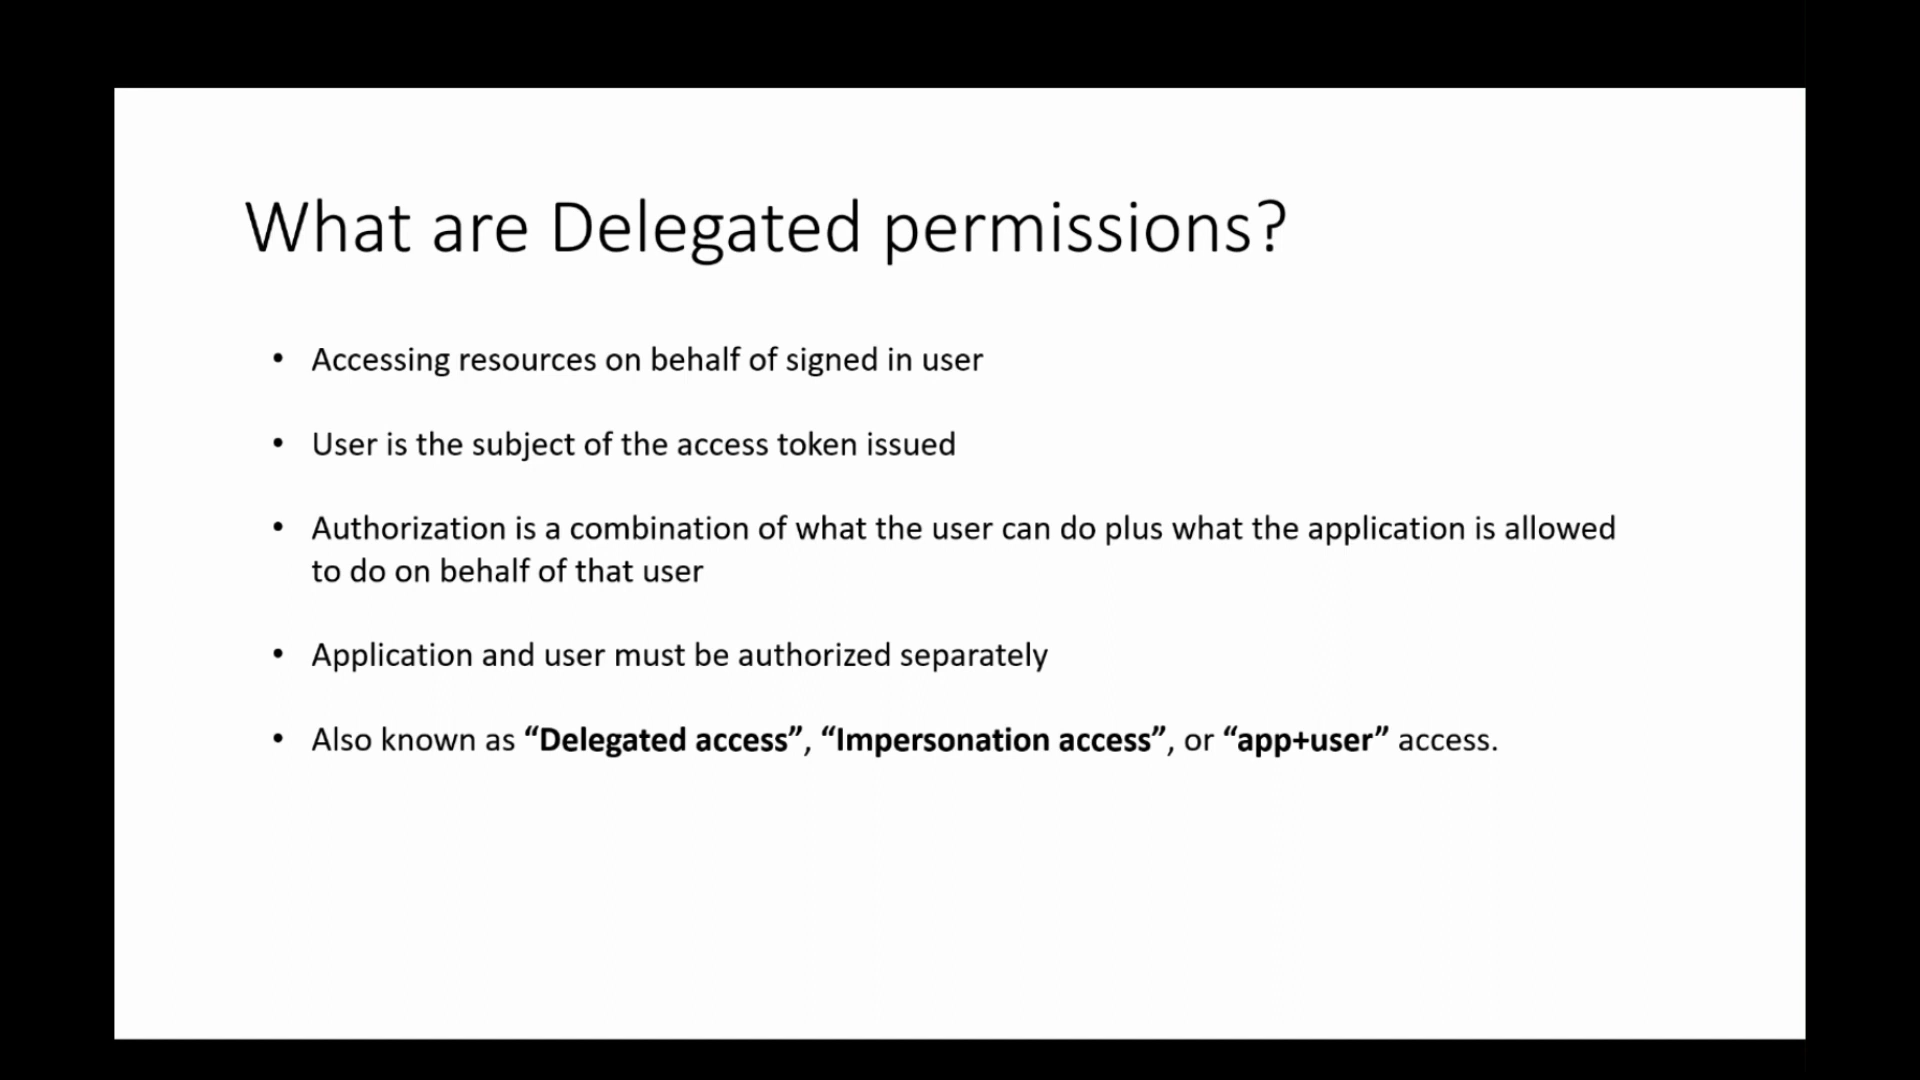 What are Delegated permissions?
• Accessing resources on behalf of signed in user
• User is the subject of the access token issued
• Authorization is a combination of what the user can do plus what the application is allowed
to do on behalf of that user
• Application and user must be authorized separately
• Also known as “Delegated access”, “Impersonation access”, or “app+user” access.